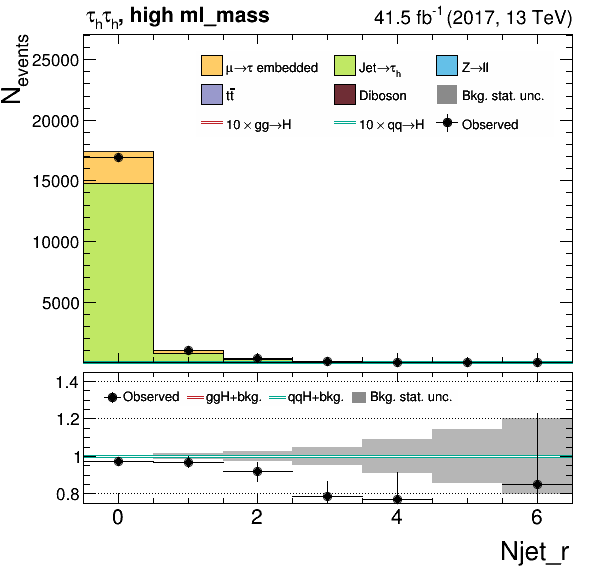 τhτh, high ml_mass 41.5 fb⁻¹ (2017, 13 TeV)
Nevents
25000
20000
15000
10000
5000
μ→τ embedded Jet→τh Z→ll
tt̄ Diboson Bkg. stat. unc.
10 × gg→H 10 × qq→H Observed
1.4
1.2
1
0.8
Observed ggH+bkg. qqH+bkg. Bkg. stat. unc.
0 2 4 6
Njet_r